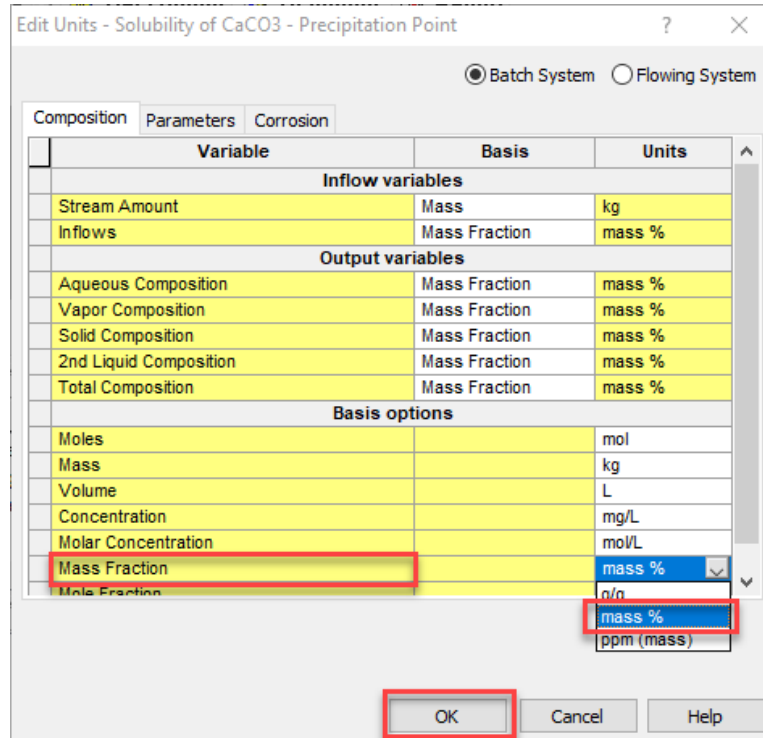 Edit Units - Solubility of CaCO3 - Precipitation Point ? ×
Batch System Flowing System
Composition Parameters Corrosion
Variable Basis Units
Inflow variables
Stream Amount Mass kg
Inflows Mass Fraction mass %
Output variables
Aqueous Composition Mass Fraction mass %
Vapor Composition Mass Fraction mass %
Solid Composition Mass Fraction mass %
2nd Liquid Composition Mass Fraction mass %
Total Composition Mass Fraction mass %
Basis options
Moles mol
Mass kg
Volume L
Concentration mg/L
Molar Concentration mol/L
Mass Fraction mass %
Mole Fraction g/g
mass %
ppm (mass)
OK Cancel Help